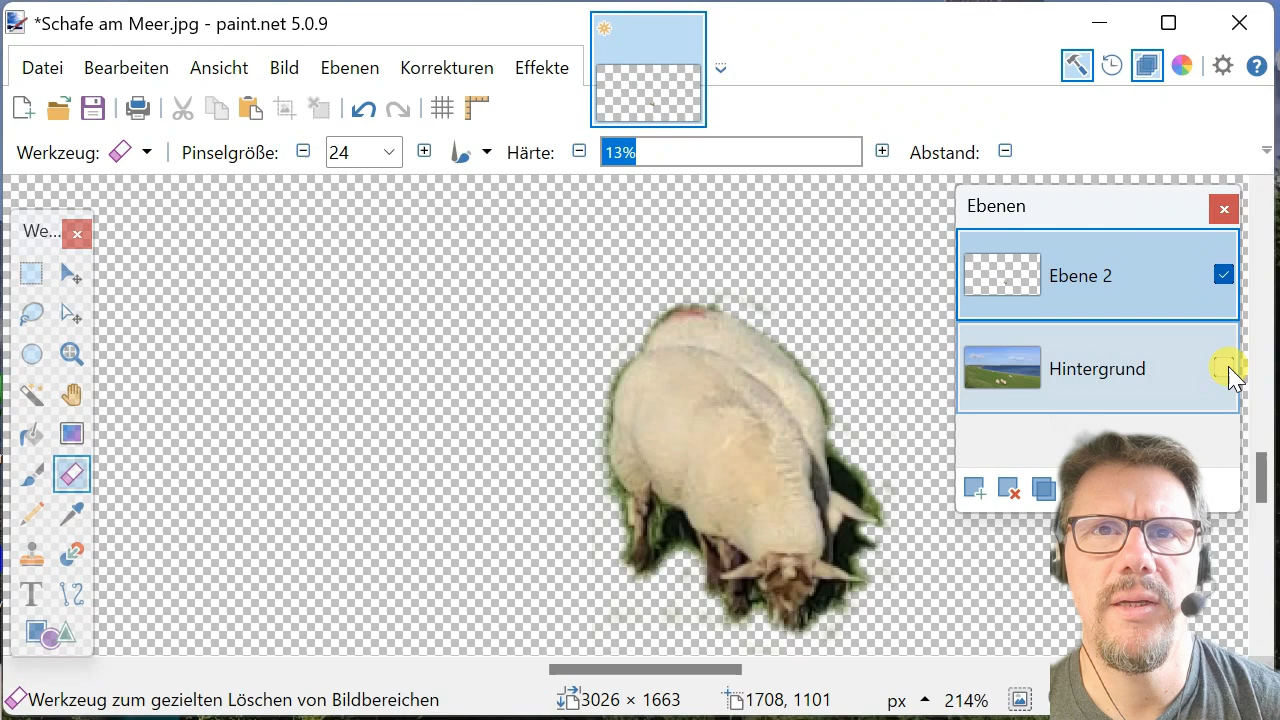 *Schafe am Meer.jpg - paint.net 5.0.9
Datei Bearbeiten Ansicht Bild Ebenen Korrekturen Effekte
Werkzeug: Pinselgröße: 24 Härte: 13% Abstand:
We...
Ebenen
Ebene 2
Hintergrund
T
Werkzeug zum gezielten Löschen von Bildbereichen 3026 × 1663 1708, 1101 px 214%